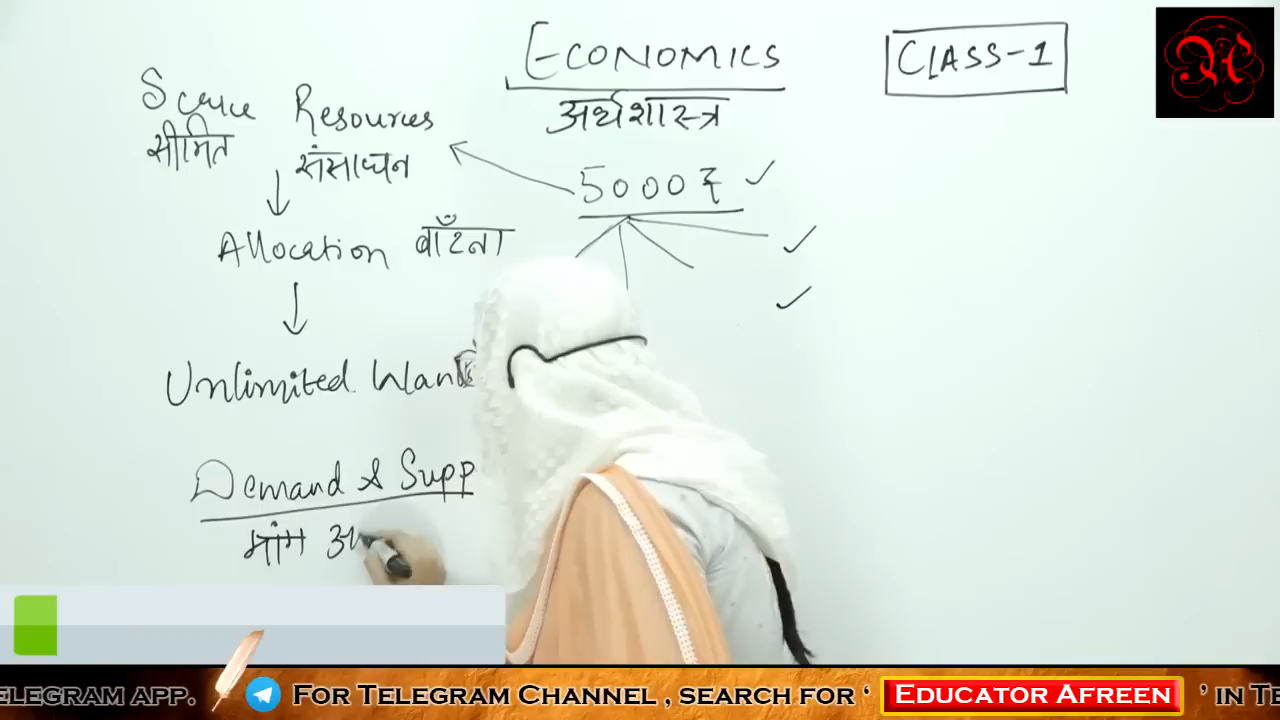 ECONOMICS
अर्थशास्त्र
CLASS-1
Scarce Resources
सीमित संसाधन
5000₹
Allocation बाँटना
Unlimited
Demand & Supp
मांग
ELEGRAM APP. FOR TELEGRAM CHANNEL , SEARCH FOR ‘ EDUCATOR AFREEN ’ IN TE